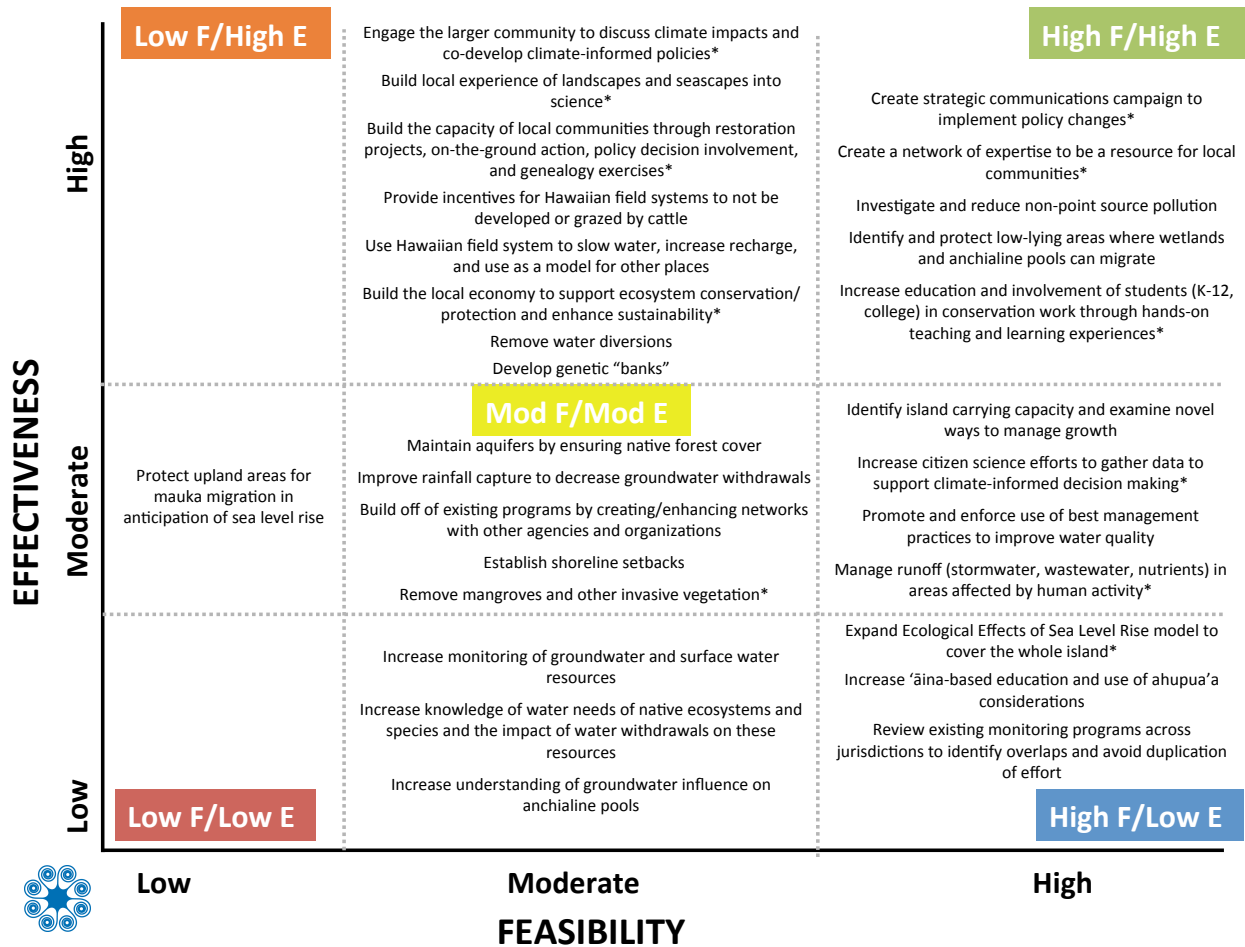 EFFECTIVENESS
High
Moderate
Low
Low F/High E
Engage the larger community to discuss climate impacts and
co-develop climate-informed policies*
Build local experience of landscapes and seascapes into
science*
Build the capacity of local communities through restoration
projects, on-the-ground action, policy decision involvement,
and genealogy exercises*
Provide incentives for Hawaiian field systems to not be
developed or grazed by cattle
Use Hawaiian field system to slow water, increase recharge,
and use as a model for other places
Build the local economy to support ecosystem conservation/
protection and enhance sustainability*
Remove water diversions
Develop genetic “banks”
High F/High E
Create strategic communications campaign to
implement policy changes*
Create a network of expertise to be a resource for local
communities*
Investigate and reduce non-point source pollution
Identify and protect low-lying areas where wetlands
and anchialine pools can migrate
Increase education and involvement of students (K-12,
college) in conservation work through hands-on
teaching and learning experiences*
Protect upland areas for
mauka migration in
anticipation of sea level rise
Mod F/Mod E
Maintain aquifers by ensuring native forest cover
Improve rainfall capture to decrease groundwater withdrawals
Build off of existing programs by creating/enhancing networks
with other agencies and organizations
Establish shoreline setbacks
Remove mangroves and other invasive vegetation*
Identify island carrying capacity and examine novel
ways to manage growth
Increase citizen science efforts to gather data to
support climate-informed decision making*
Promote and enforce use of best management
practices to improve water quality
Manage runoff (stormwater, wastewater, nutrients) in
areas affected by human activity*
Low F/Low E
Increase monitoring of groundwater and surface water
resources
Increase knowledge of water needs of native ecosystems and
species and the impact of water withdrawals on these
resources
Increase understanding of groundwater influence on
anchialine pools
Expand Ecological Effects of Sea Level Rise model to
cover the whole island*
Increase ‘āina-based education and use of ahupua’a
considerations
Review existing monitoring programs across
jurisdictions to identify overlaps and avoid duplication
of effort
High F/Low E
Low
Moderate
High
FEASIBILITY